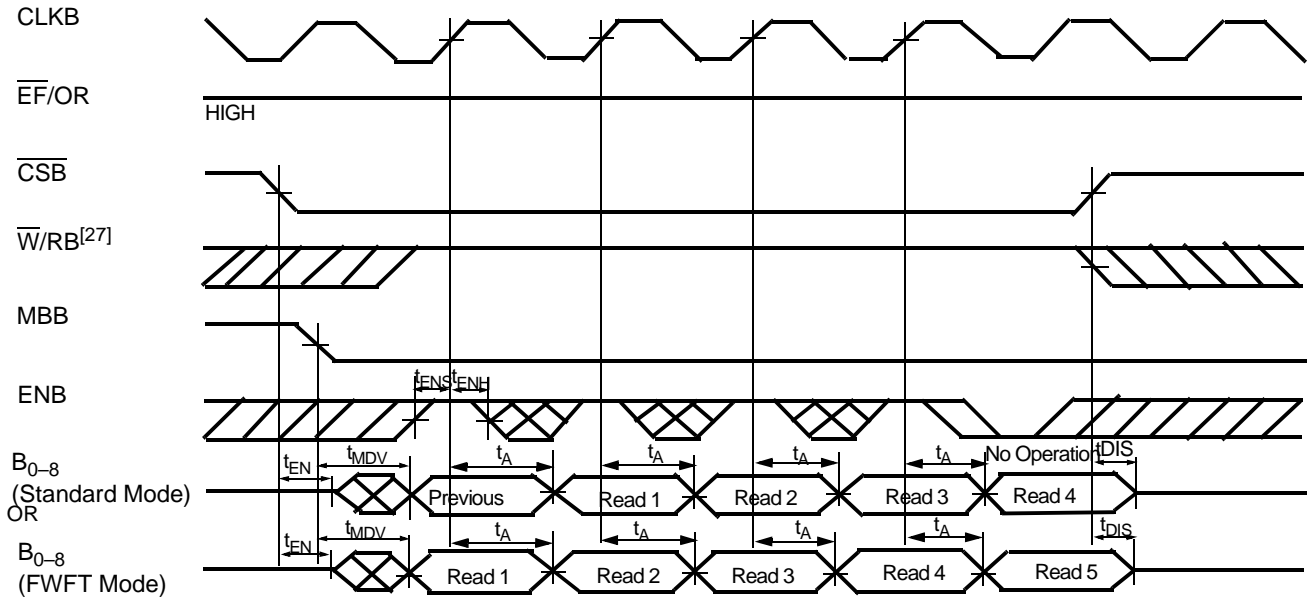 CLKB
EF/OR
HIGH
CSB
W/RB[27]
MBB
tENS tENH
ENB
No Operation tDIS
B0–8
(Standard Mode)
tEN tMDV tA tA tA tA
Previous Read 1 Read 2 Read 3 Read 4
OR
tEN tMDV tA tA tA tA tDIS
B0–8
(FWFT Mode)
Read 1 Read 2 Read 3 Read 4 Read 5